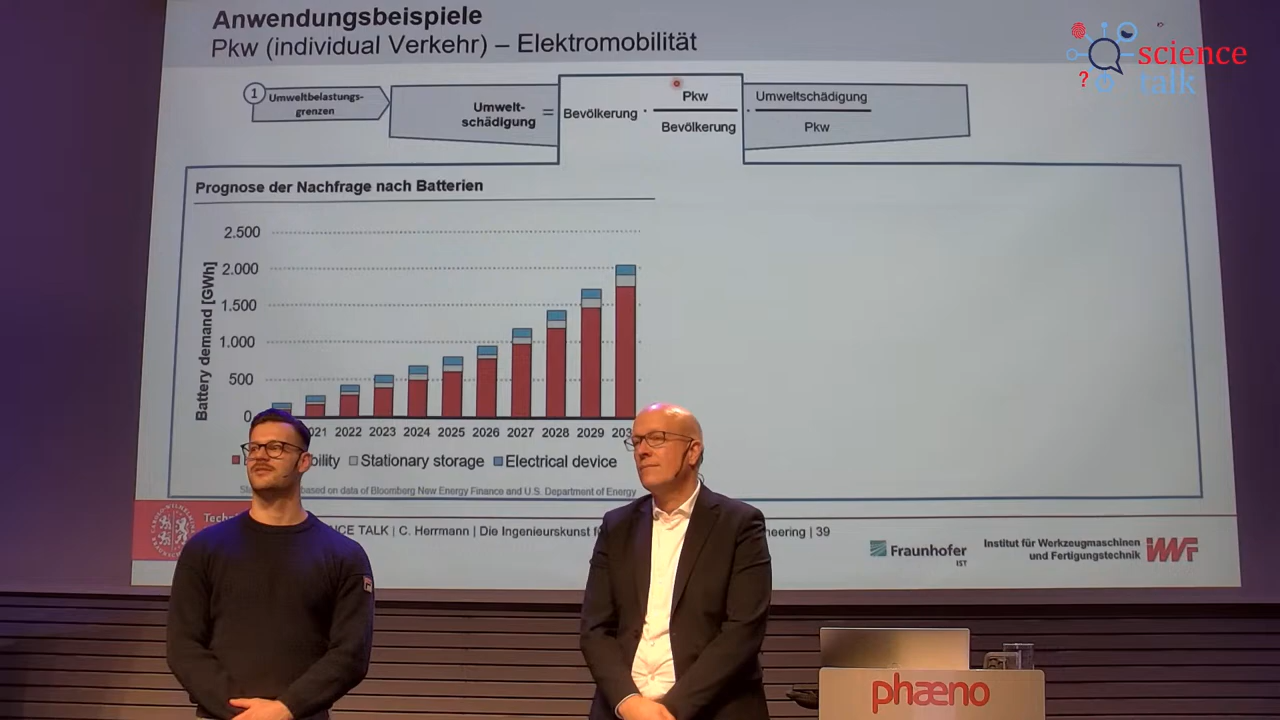 Anwendungsbeispiele
Pkw (individual Verkehr) – Elektromobilität
science
talk
?
1
Umweltbelastungs-
grenzen
Umwelt-
schädigung
=
Bevölkerung · Pkw
Bevölkerung
· Umweltschädigung
Pkw
Prognose der Nachfrage nach Batterien
Battery demand [GWh]
2.500
2.000
1.500
1.000
500
0
2022 2023 2024 2025 2026 2027 2028 2029
Stationary storage Electrical device
based on data of Bloomberg New Energy Finance and U.S. Department of Energy
TALK | C. Herrmann | Die Ingenieurskunst | 39
Fraunhofer
IST
Institut für Werkzeugmaschinen
und Fertigungstechnik
IWF
phæno